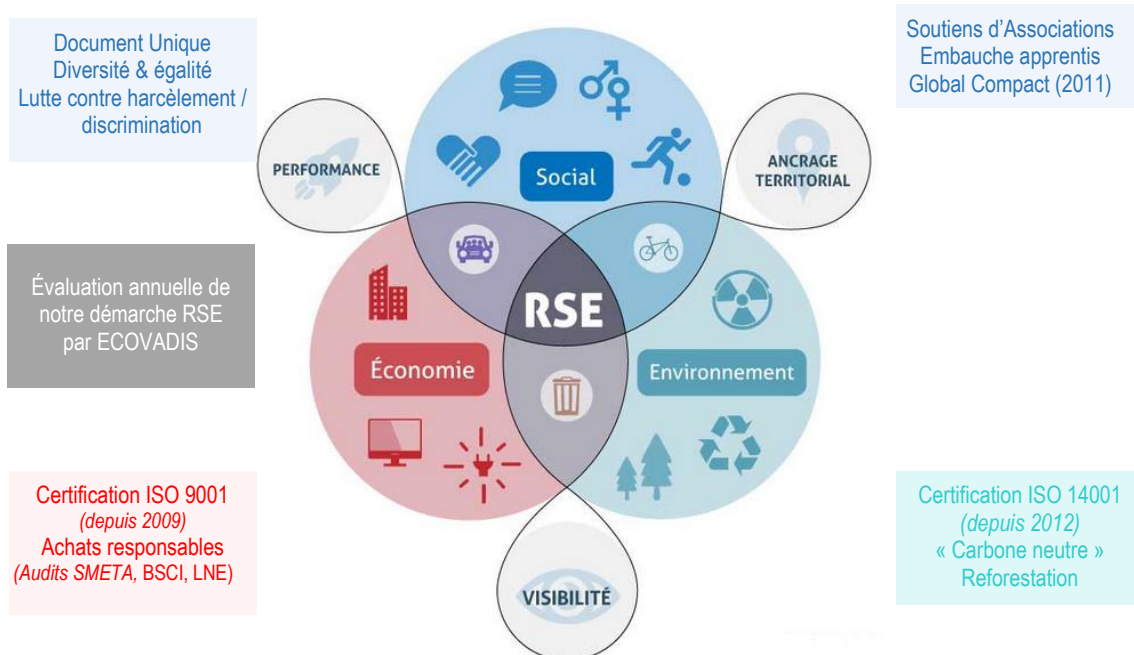 Document Unique
Diversité & égalité
Lutte contre harcèlement /
discrimination
Soutiens d'Associations
Embauche apprentis
Global Compact (2011)
PERFORMANCE
Social
ANCRAGE
TERRITORIAL
Évaluation annuelle de
notre démarche RSE
par ECOVADIS
RSE
Économie
Environnement
Certification ISO 9001
(depuis 2009)
Achats responsables
(Audits SMETA, BSCI, LNE)
Certification ISO 14001
(depuis 2012)
« Carbone neutre »
Reforestation
VISIBILITÉ